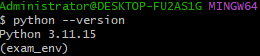 Administrator@DESKTOP-FU2AS1G MINGW64
$ python --version
Python 3.11.15
(exam_env)